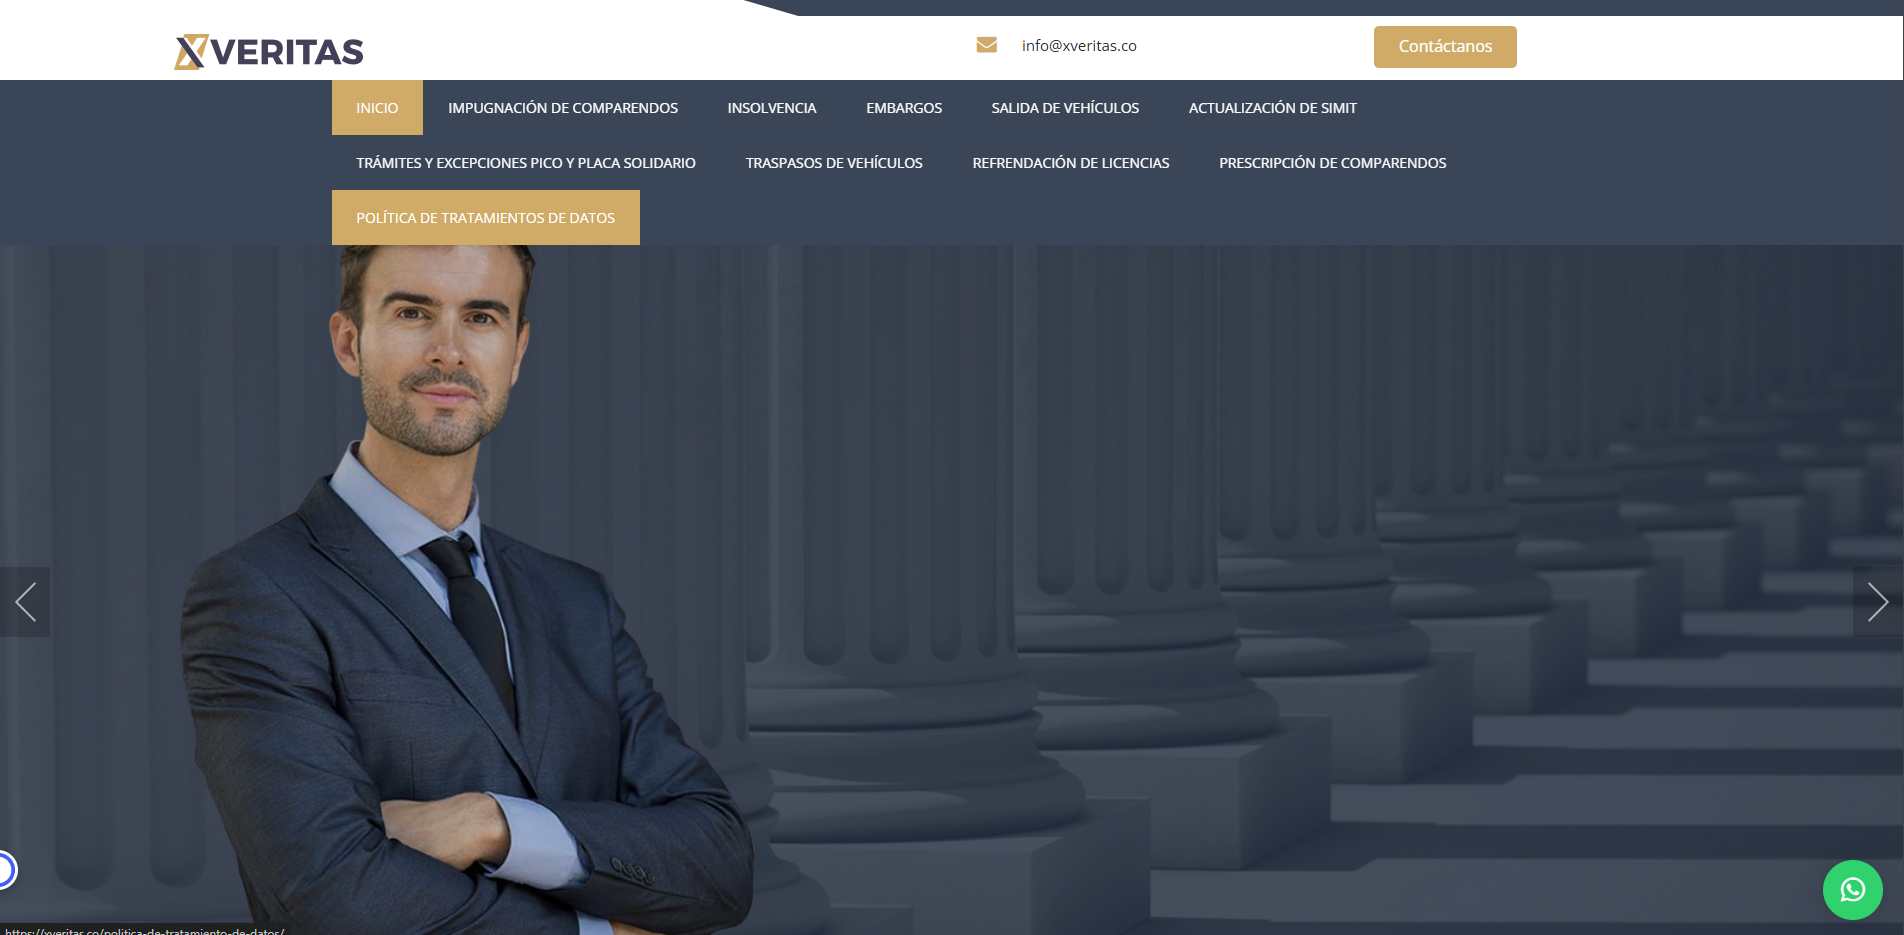 XVERITAS
info@xveritas.co
Contáctanos
INICIO IMPUGNACIÓN DE COMPARENDOS INSOLVENCIA EMBARGOS SALIDA DE VEHÍCULOS ACTUALIZACIÓN DE SIMIT
TRÁMITES Y EXCEPCIONES PICO Y PLACA SOLIDARIO TRASPASOS DE VEHÍCULOS REFRENDACIÓN DE LICENCIAS PRESCRIPCIÓN DE COMPARENDOS
POLÍTICA DE TRATAMIENTOS DE DATOS
https://xveritas.co/politica-de-tratamiento-de-datos/